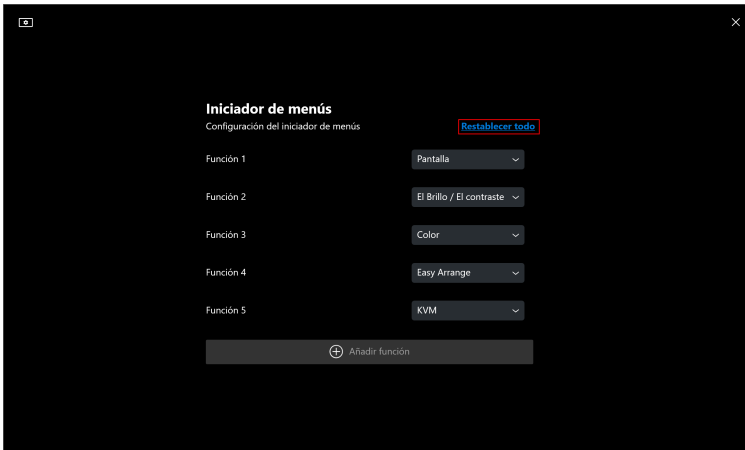 Iniciador de menús
Configuración del iniciador de menús Restablecer todo
Función 1 Pantalla
Función 2 El Brillo / El contraste
Función 3 Color
Función 4 Easy Arrange
Función 5 KVM
Añadir función